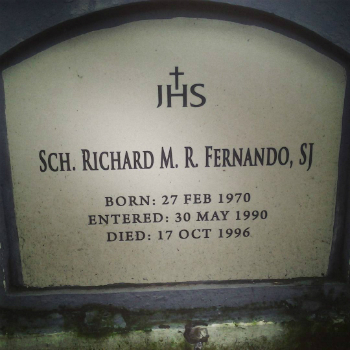 JHS
SCH. RICHARD M. R. FERNANDO, SJ
BORN: 27 FEB 1970
ENTERED: 30 MAY 1990
DIED: 17 OCT 1996